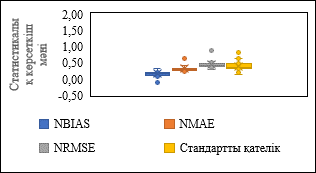 Статистикалы
қ көрсеткіш
мәні
2,00
1,50
1,00
0,50
0,00
-0,50
NBIAS
NMAE
NRMSE
Стандартты қателік